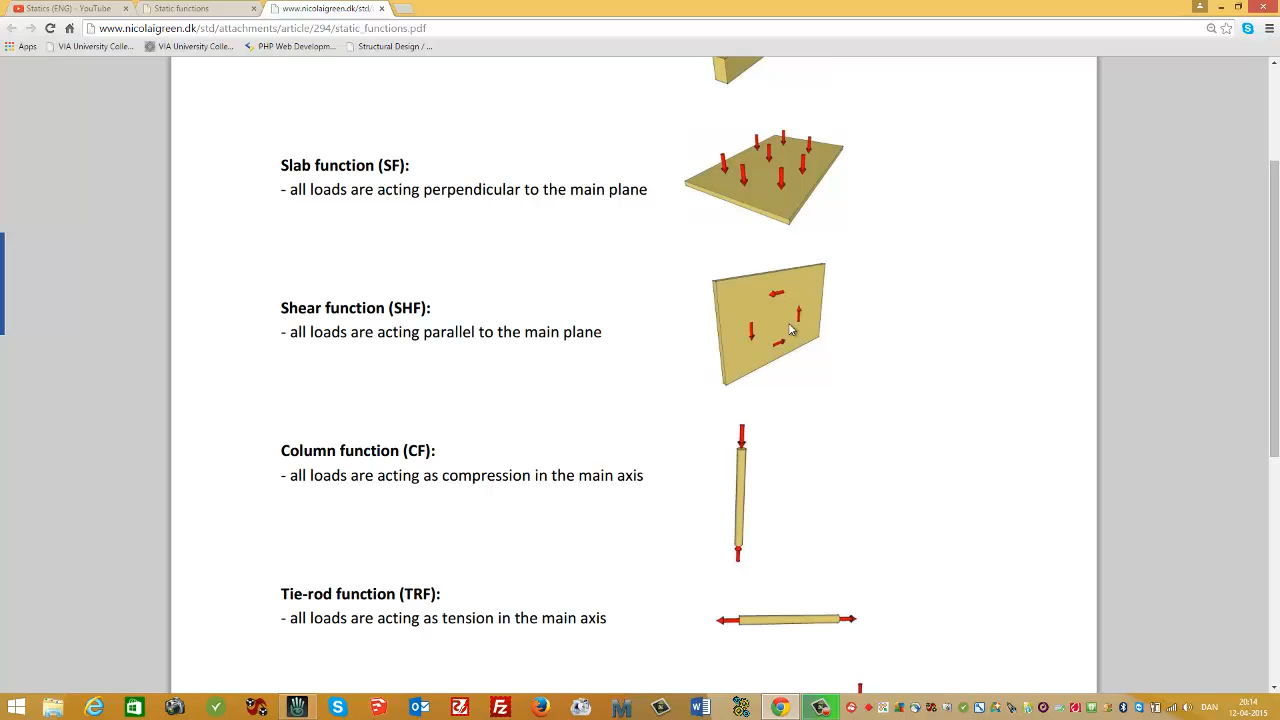 Statics (ENG) - YouTube
Static functions
www.nicolaigreen.dk/std/
www.nicolaigreen.dk/std/attachments/article/294/static_functions.pdf
Apps
VIA University Colle...
VIA University Colle...
PHP Web Developm...
Structural Design / ...
Slab function (SF):
- all loads are acting perpendicular to the main plane
Shear function (SHF):
- all loads are acting parallel to the main plane
Column function (CF):
- all loads are acting as compression in the main axis
Tie-rod function (TRF):
- all loads are acting as tension in the main axis
DAN
20:14
12-04-2015